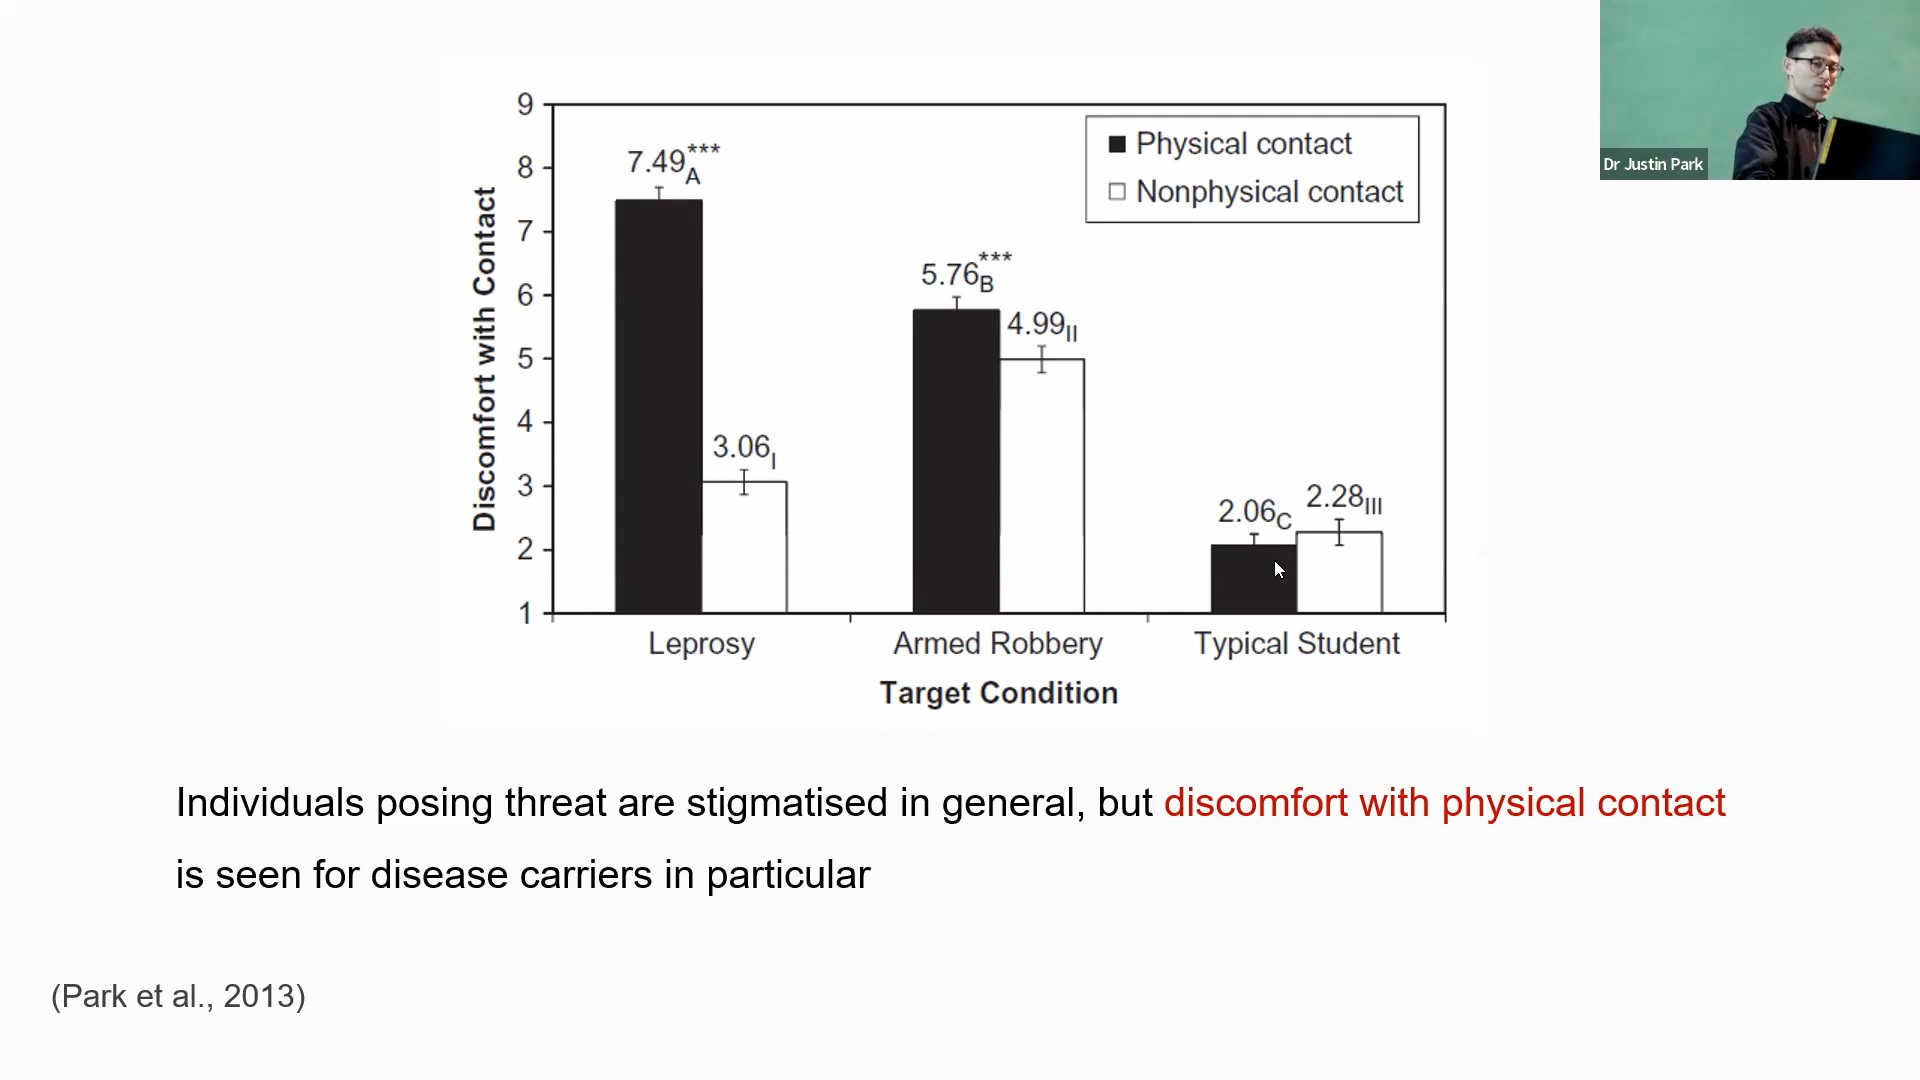 Dr Justin Park
9
8
7
6
5
4
3
2
1
Discomfort with Contact
Physical contact
Nonphysical contact
7.49A***
3.06I
5.76B***
4.99II
2.06C
2.28III
Leprosy
Armed Robbery
Typical Student
Target Condition
Individuals posing threat are stigmatised in general, but discomfort with physical contact
is seen for disease carriers in particular
(Park et al., 2013)